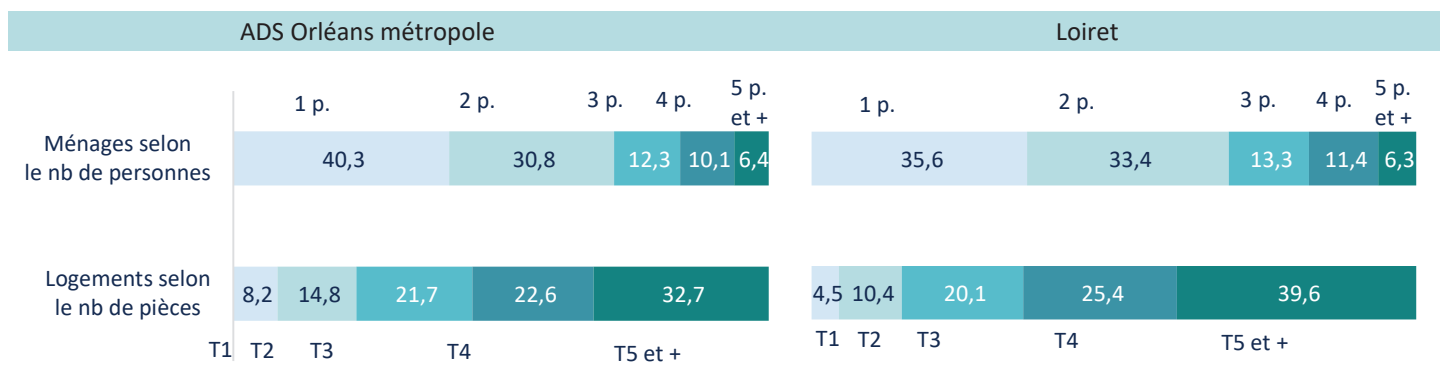 ADS Orléans métropole
Loiret
1 p.
2 p.
3 p.
4 p.
5 p.
et +
1 p.
2 p.
3 p.
4 p.
5 p.
et +
Ménages selon
le nb de personnes
40,3
30,8
12,3
10,1
6,4
35,6
33,4
13,3
11,4
6,3
Logements selon
le nb de pièces
8,2
14,8
21,7
22,6
32,7
4,5
10,4
20,1
25,4
39,6
T1
T2
T3
T4
T5 et +
T1
T2
T3
T4
T5 et +